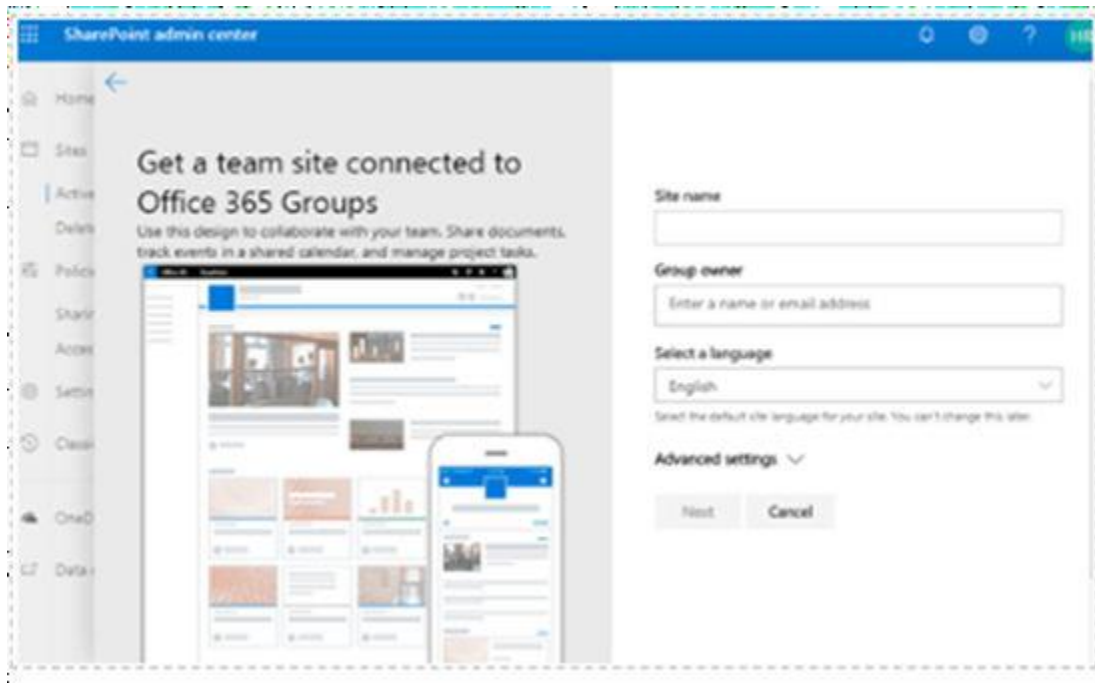 SharePoint admin center
?
HR
Home
Sites
Active
Delete
Policie
Sharin
Acces
Settin
Classi
OneD
Data
Get a team site connected to
Office 365 Groups
Use this design to collaborate with your team. Share documents,
track events in a shared calendar, and manage project tasks.
Site name
Group owner
Enter a name or email address
Select a language
English
Select the default site language for your site. You can't change this later.
Advanced settings
Next Cancel